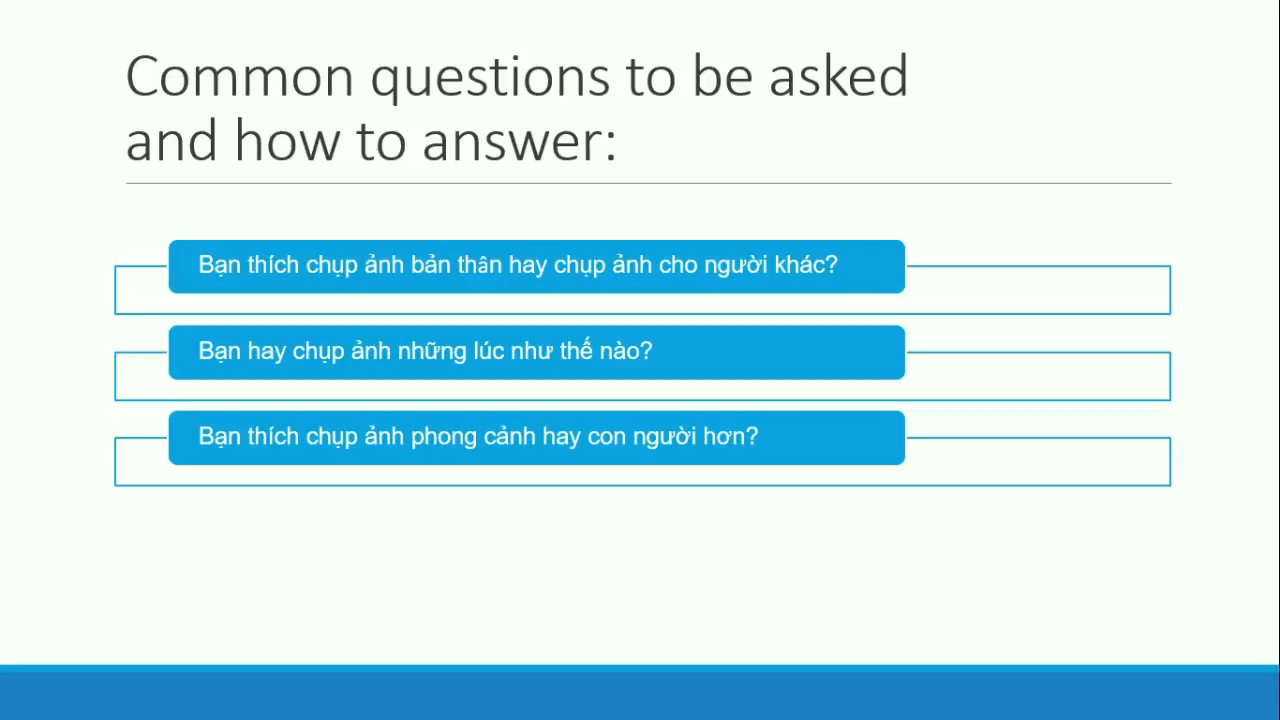 Common questions to be asked
and how to answer:
Bạn thích chụp ảnh bản thân hay chụp ảnh cho người khác?
Bạn hay chụp ảnh những lúc như thế nào?
Bạn thích chụp ảnh phong cảnh hay con người hơn?